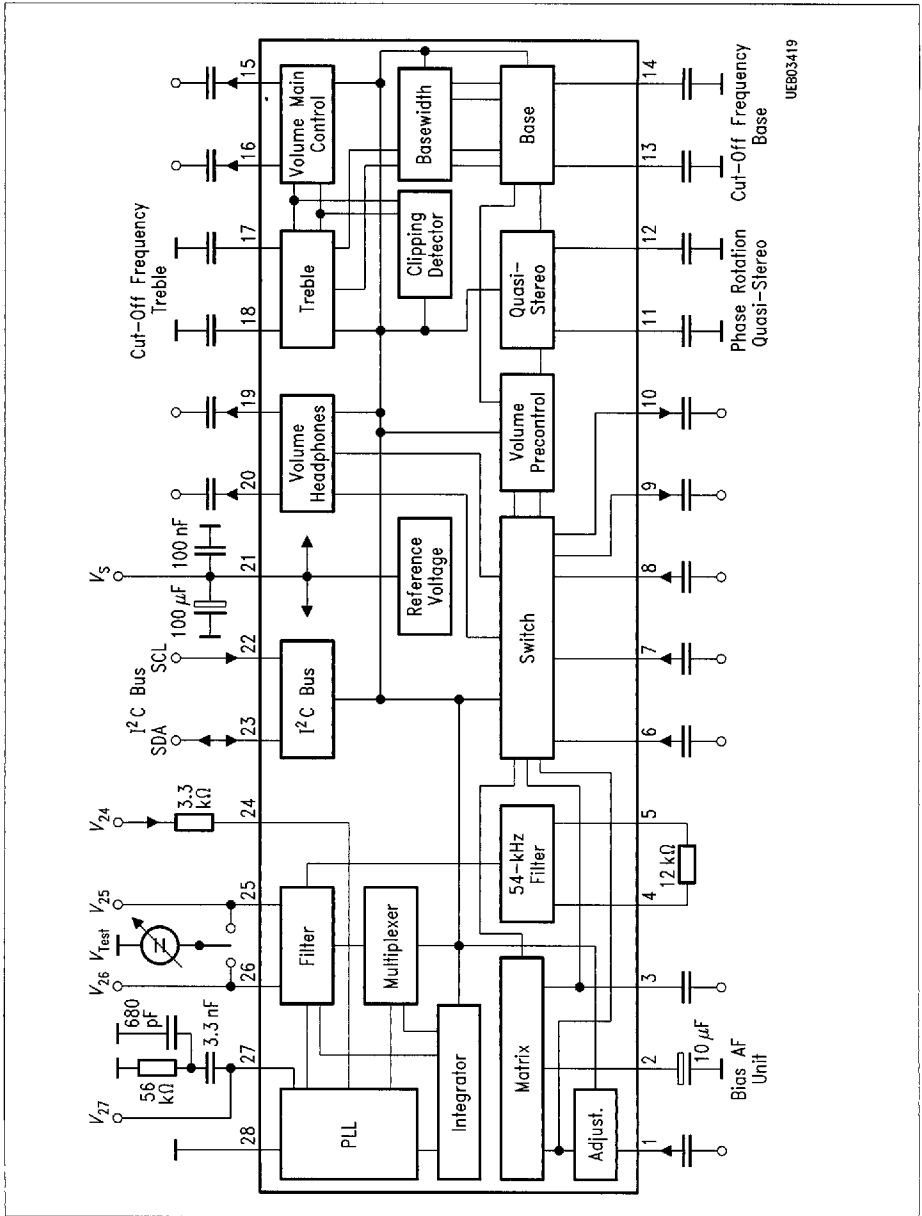 V27
V26
VTest
V25
V24
I²C Bus
SDA
SCL
VS
Cut-Off Frequency
Treble
56
kΩ
680
pF
3.3 nF
3.3
kΩ
100 µF
100 nF
28
27
26
25
24
23
22
21
20
19
18
17
16
15
PLL
Filter
Multiplexer
Integrator
I²C Bus
Reference
Voltage
Volume
Headphones
Treble
Clipping
Detector
Volume Main
Control
Basewidth
Matrix
Adjust.
54-kHz
Filter
Switch
Volume
Precontrol
Quasi-
Stereo
Base
1
2
3
4
5
6
7
8
9
10
11
12
13
14
10 µF
Bias AF
Unit
12 kΩ
Phase Rotation
Quasi-Stereo
Cut-Off Frequency
Base
UEB03419